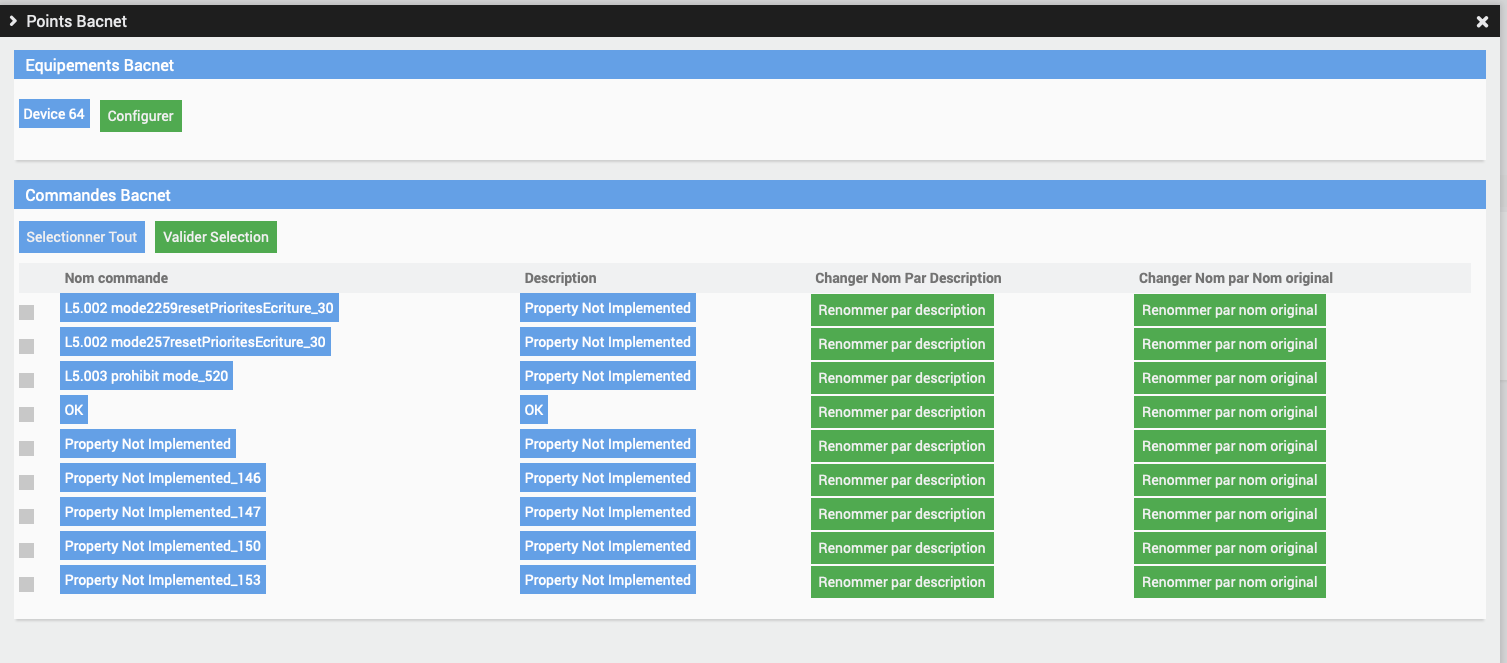 Points Bacnet
Equipements Bacnet
Device 64 Configurer
Commandes Bacnet
Selectionner Tout Valider Selection
Nom commande Description Changer Nom Par Description Changer Nom par Nom original
L5.002 mode2259resetPrioritesEcriture_30 Property Not Implemented Renommer par description Renommer par nom original
L5.002 mode257resetPrioritesEcriture_30 Property Not Implemented Renommer par description Renommer par nom original
L5.003 prohibit mode_520 Property Not Implemented Renommer par description Renommer par nom original
OK OK Renommer par description Renommer par nom original
Property Not Implemented Property Not Implemented Renommer par description Renommer par nom original
Property Not Implemented_146 Property Not Implemented Renommer par description Renommer par nom original
Property Not Implemented_147 Property Not Implemented Renommer par description Renommer par nom original
Property Not Implemented_150 Property Not Implemented Renommer par description Renommer par nom original
Property Not Implemented_153 Property Not Implemented Renommer par description Renommer par nom original